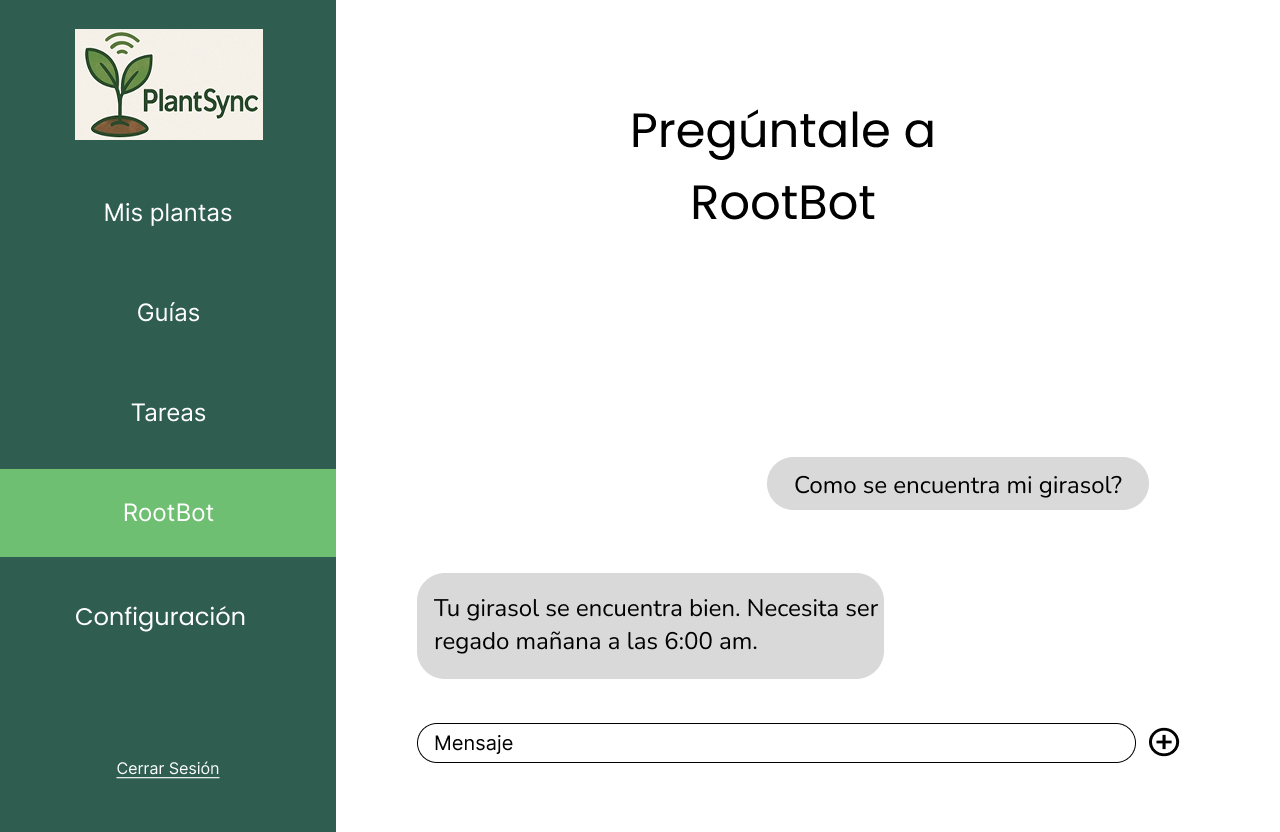 PlantSync
Mis plantas
Guías
Tareas
RootBot
Configuración
Cerrar Sesión
Pregúntale a
RootBot
Como se encuentra mi girasol?
Tu girasol se encuentra bien. Necesita ser
regado mañana a las 6:00 am.
Mensaje